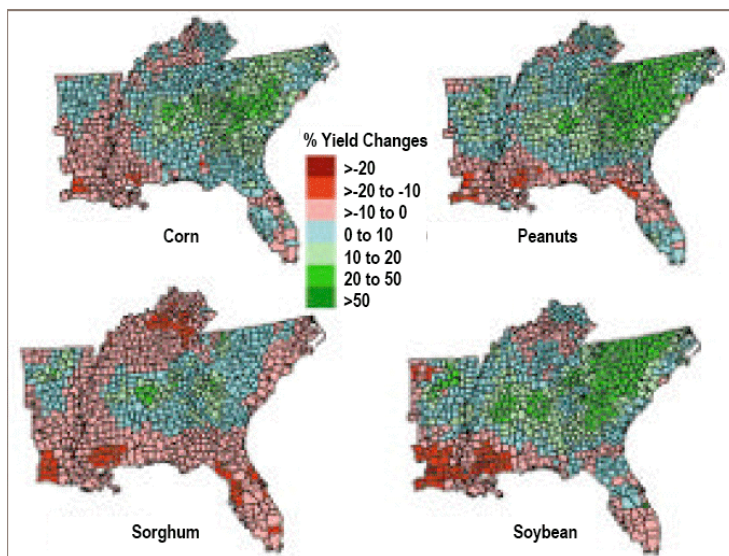 % Yield Changes
>-20
>-20 to -10
>-10 to 0
0 to 10
10 to 20
20 to 50
>50
Corn
Peanuts
Sorghum
Soybean